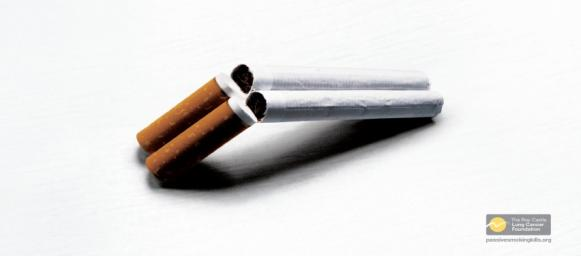 The Roy Castle
Lung Cancer
Foundation
passivesmokingkills.org